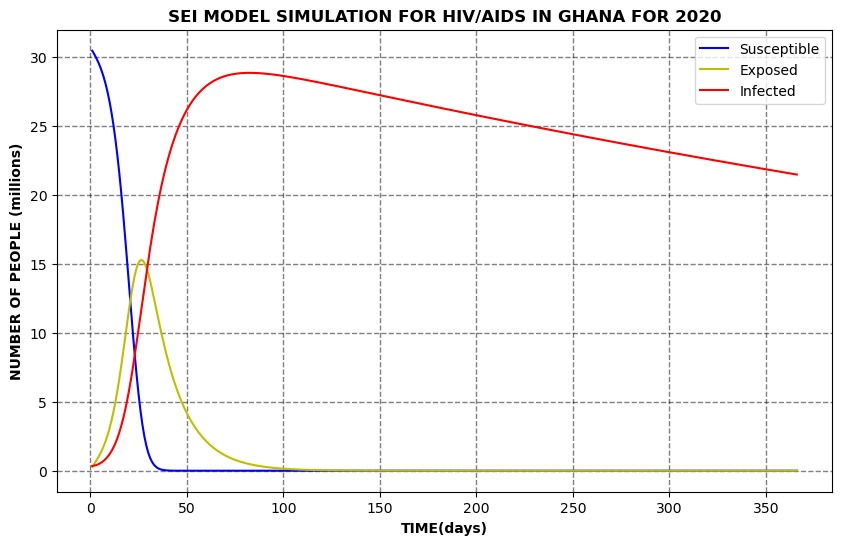 SEI MODEL SIMULATION FOR HIV/AIDS IN GHANA FOR 2020
Susceptible
Exposed
Infected
NUMBER OF PEOPLE (millions)
30
25
20
15
10
5
0
0 50 100 150 200 250 300 350
TIME(days)